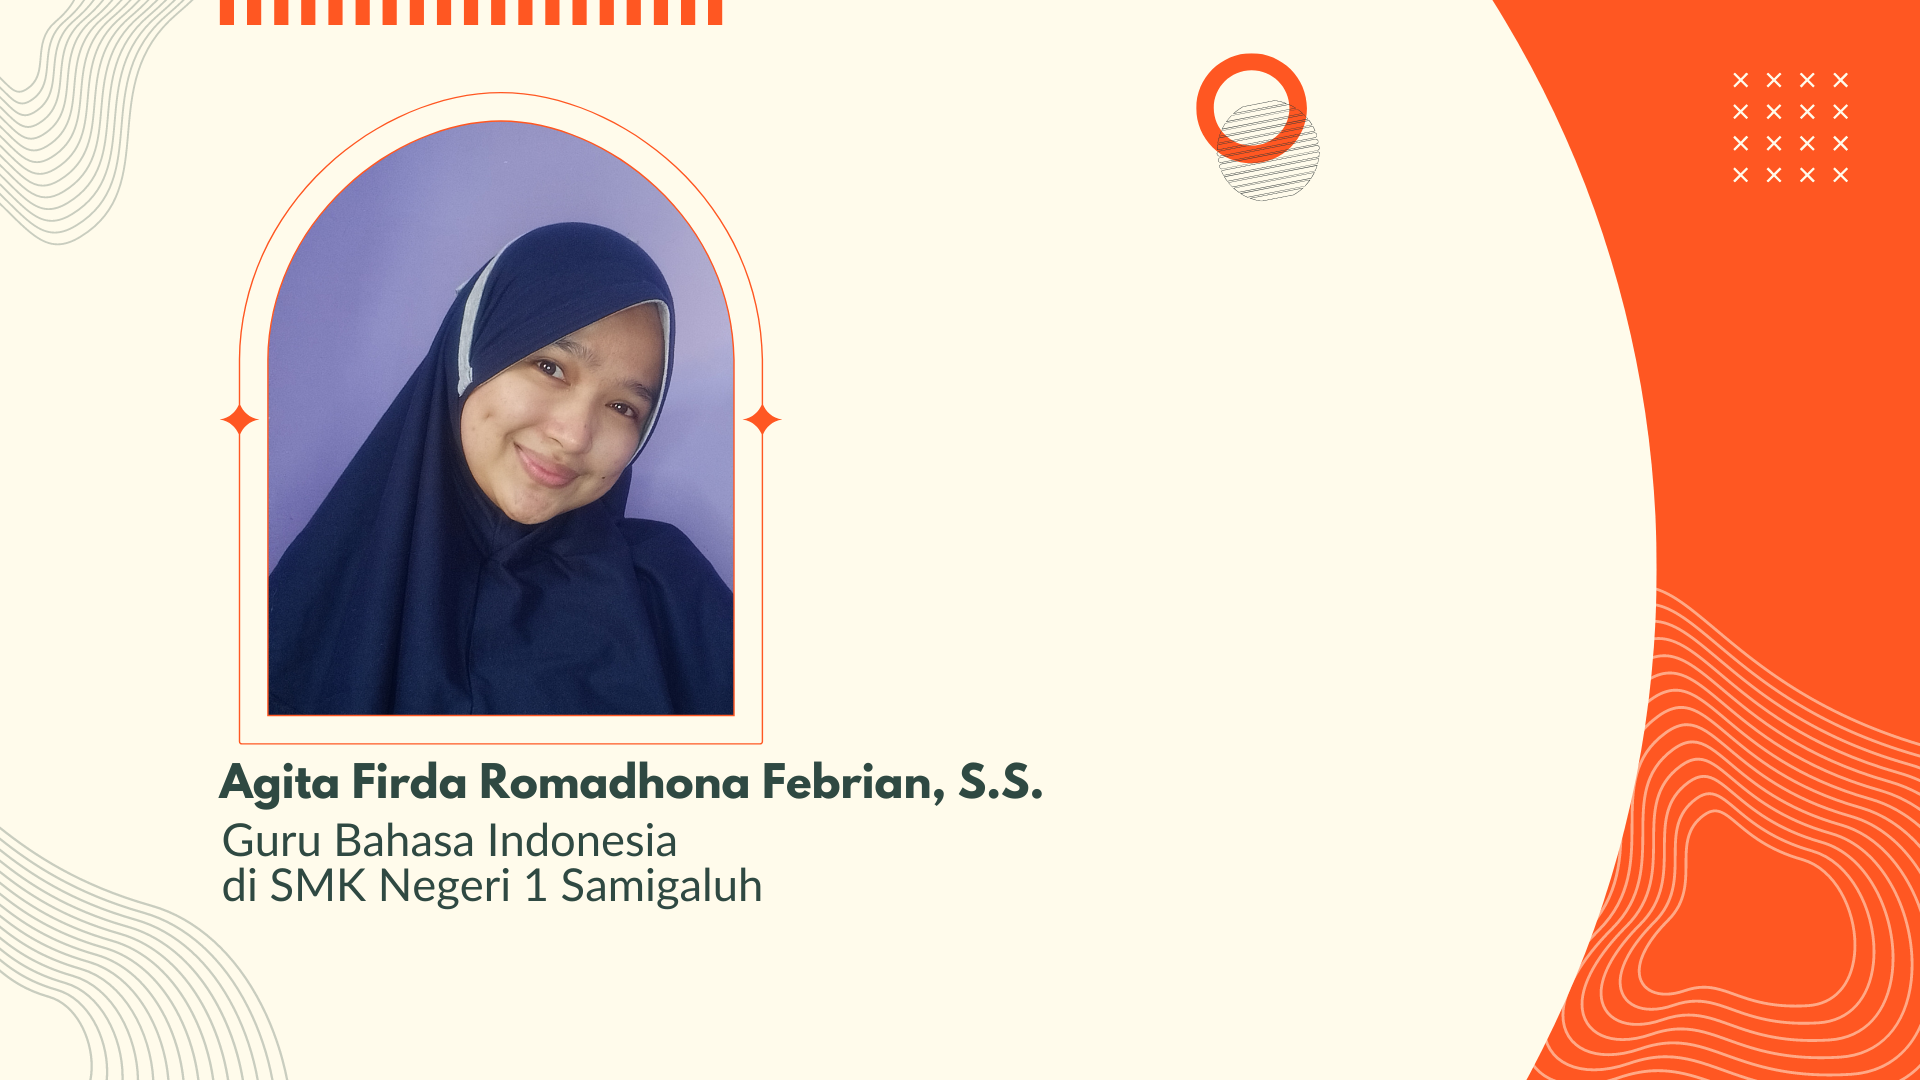 Agita Firda Romadhona Febrian, S.S.
Guru Bahasa Indonesia
di SMK Negeri 1 Samigaluh